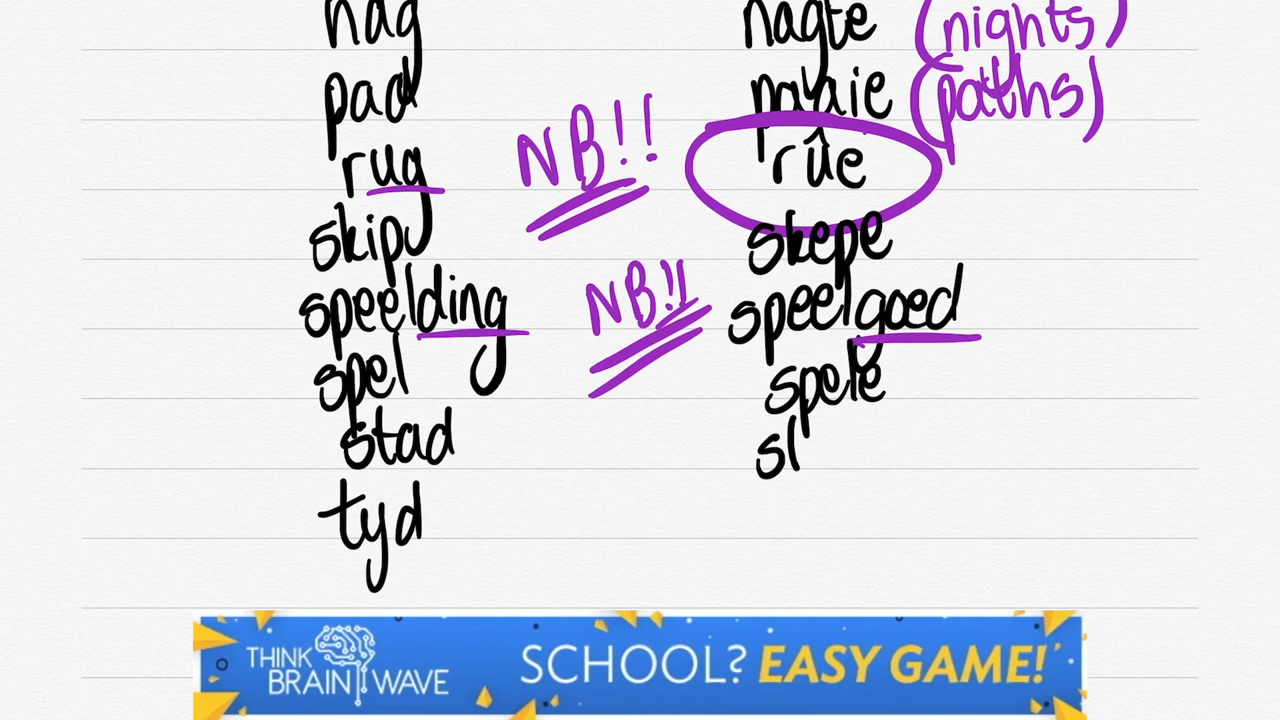 nag nagte (nights)
pad paaie (paths)
rug NB!! rûe
skip skepe
speelding NB!! speelgoed
spel spele
stad st
tyd
THINK BRAIN WAVE SCHOOL? EASY GAME!